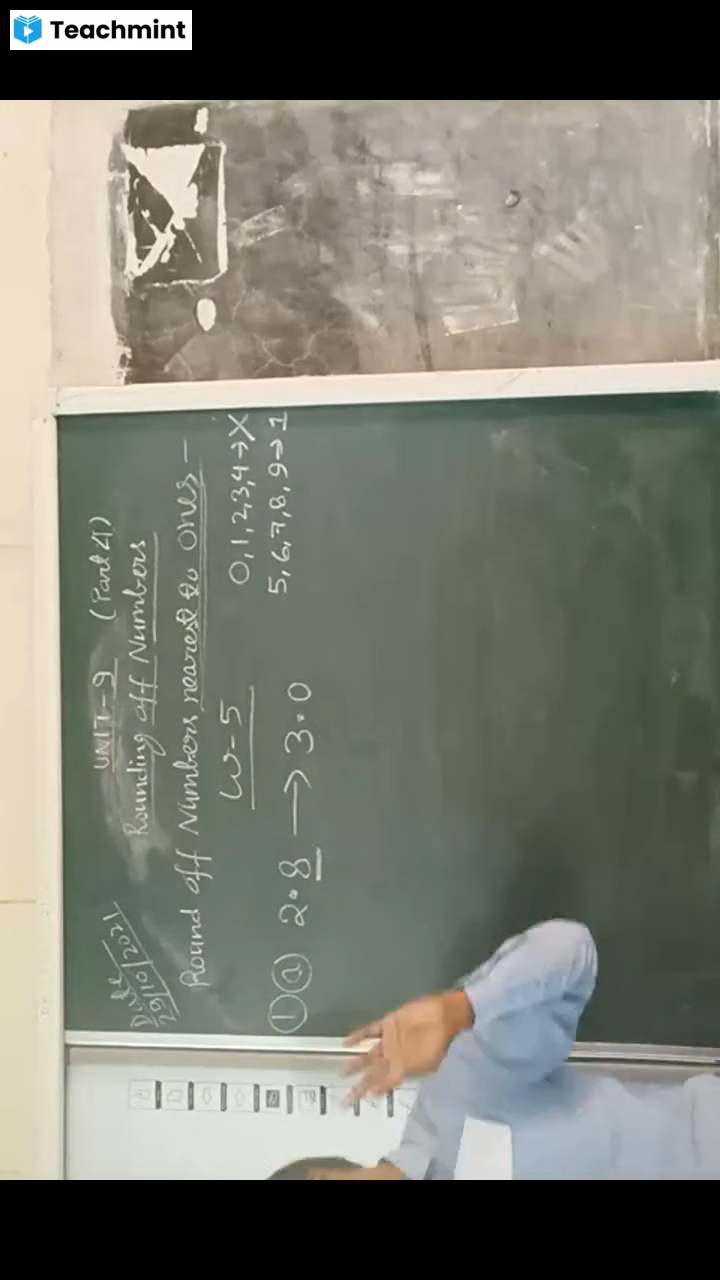 Teachmint
UNIT-9 (Part 4)
Date
29/10/2021
Rounding off Numbers
Round off Numbers nearest to ones-
W-5
0,1,2,3,4→X
5,6,7,8,9→1
① ⓐ 2.8 → 3.0